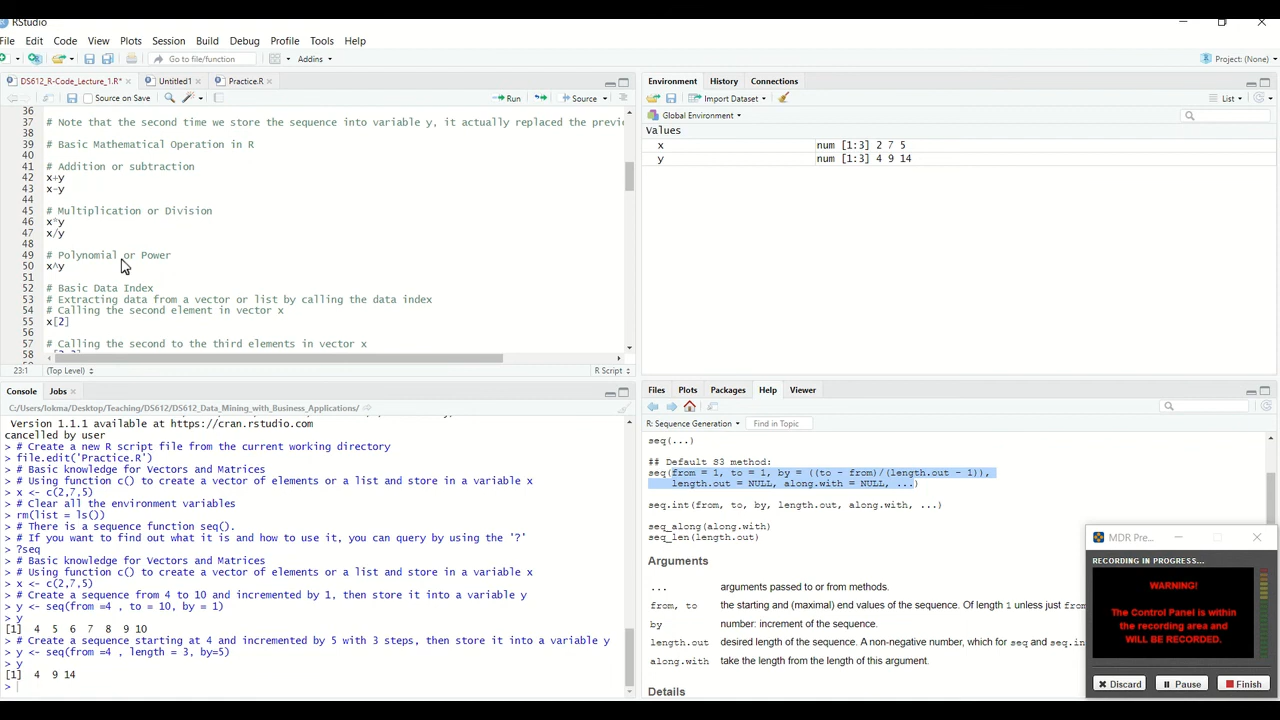 RStudio
File Edit Code View Plots Session Build Debug Profile Tools Help
Go to file/function Addins Project: (None)
DS612_R-Code_Lecture_1.R* Untitled1 Practice.R
Source on Save Run Source
36
37 # Note that the second time we store the sequence into variable y, it actually replaced the
38
39 # Basic Mathematical Operation in R
40
41 # Addition or subtraction
42 x+y
43 x-y
44
45 # Multiplication or Division
46 x*y
47 x/y
48
49 # Polynomial or Power
50 x^y
51
52 # Basic Data Index
53 # Extracting data from a vector or list by calling the data index
54 # Calling the second element in vector x
55 x[2]
56
57 # Calling the second to the third elements in vector x
58
23:1 (Top Level) R Script
Console Jobs
C:/Users/lokma/Desktop/Teaching/DS612/DS612_Data_Mining_with_Business_Applications/
Version 1.1.1 available at https://cran.rstudio.com
cancelled by user
> # Create a new R script file from the current working directory
> file.edit('Practice.R')
> # Basic knowledge for Vectors and Matrices
> # Using function c() to create a vector of elements or a list and store in a variable x
> x <- c(2,7,5)
> # Clear all the environment variables
> rm(list = ls())
> # There is a sequence function seq().
> # If you want to find out what it is and how to use it, you can query by using the '?'
> ?seq
> # Basic knowledge for Vectors and Matrices
> # Using function c() to create a vector of elements or a list and store in a variable x
> x <- c(2,7,5)
> # Create a sequence from 4 to 10 and incremented by 1, then store it into variable y
> y <- seq(from =4 , to = 10, by = 1)
> y
[1] 4 5 6 7 8 9 10
> # Create a sequence starting at 4 and incremented by 5 with 3 steps, then store it into a variable y
> y <- seq(from =4 , length = 3, by=5)
> y
[1] 4 9 14
>
Environment History Connections
Import Dataset List
Global Environment
Values
x num [1:3] 2 7 5
y num [1:3] 4 9 14
Files Plots Packages Help Viewer
R: Sequence Generation Find in Topic
seq(...)
## Default S3 method:
seq(from = 1, to = 1, by = ((to - from)/(length.out - 1)),
length.out = NULL, along.with = NULL, ...)
seq.int(from, to, by, length.out, along.with, ...)
seq_along(along.with)
seq_len(length.out)
Arguments
... arguments passed to or from methods.
from, to the starting and (maximal) end values of the sequence. Of length 1 unless just from
by number: increment of the sequence.
length.out desired length of the sequence. A non-negative number, which for seq and seq.in
along.with take the length from the length of this argument.
Details
MDR Pre...
RECORDING IN PROGRESS...
WARNING!
The Control Panel is within
the recording area and
WILL BE RECORDED.
Discard Pause Finish